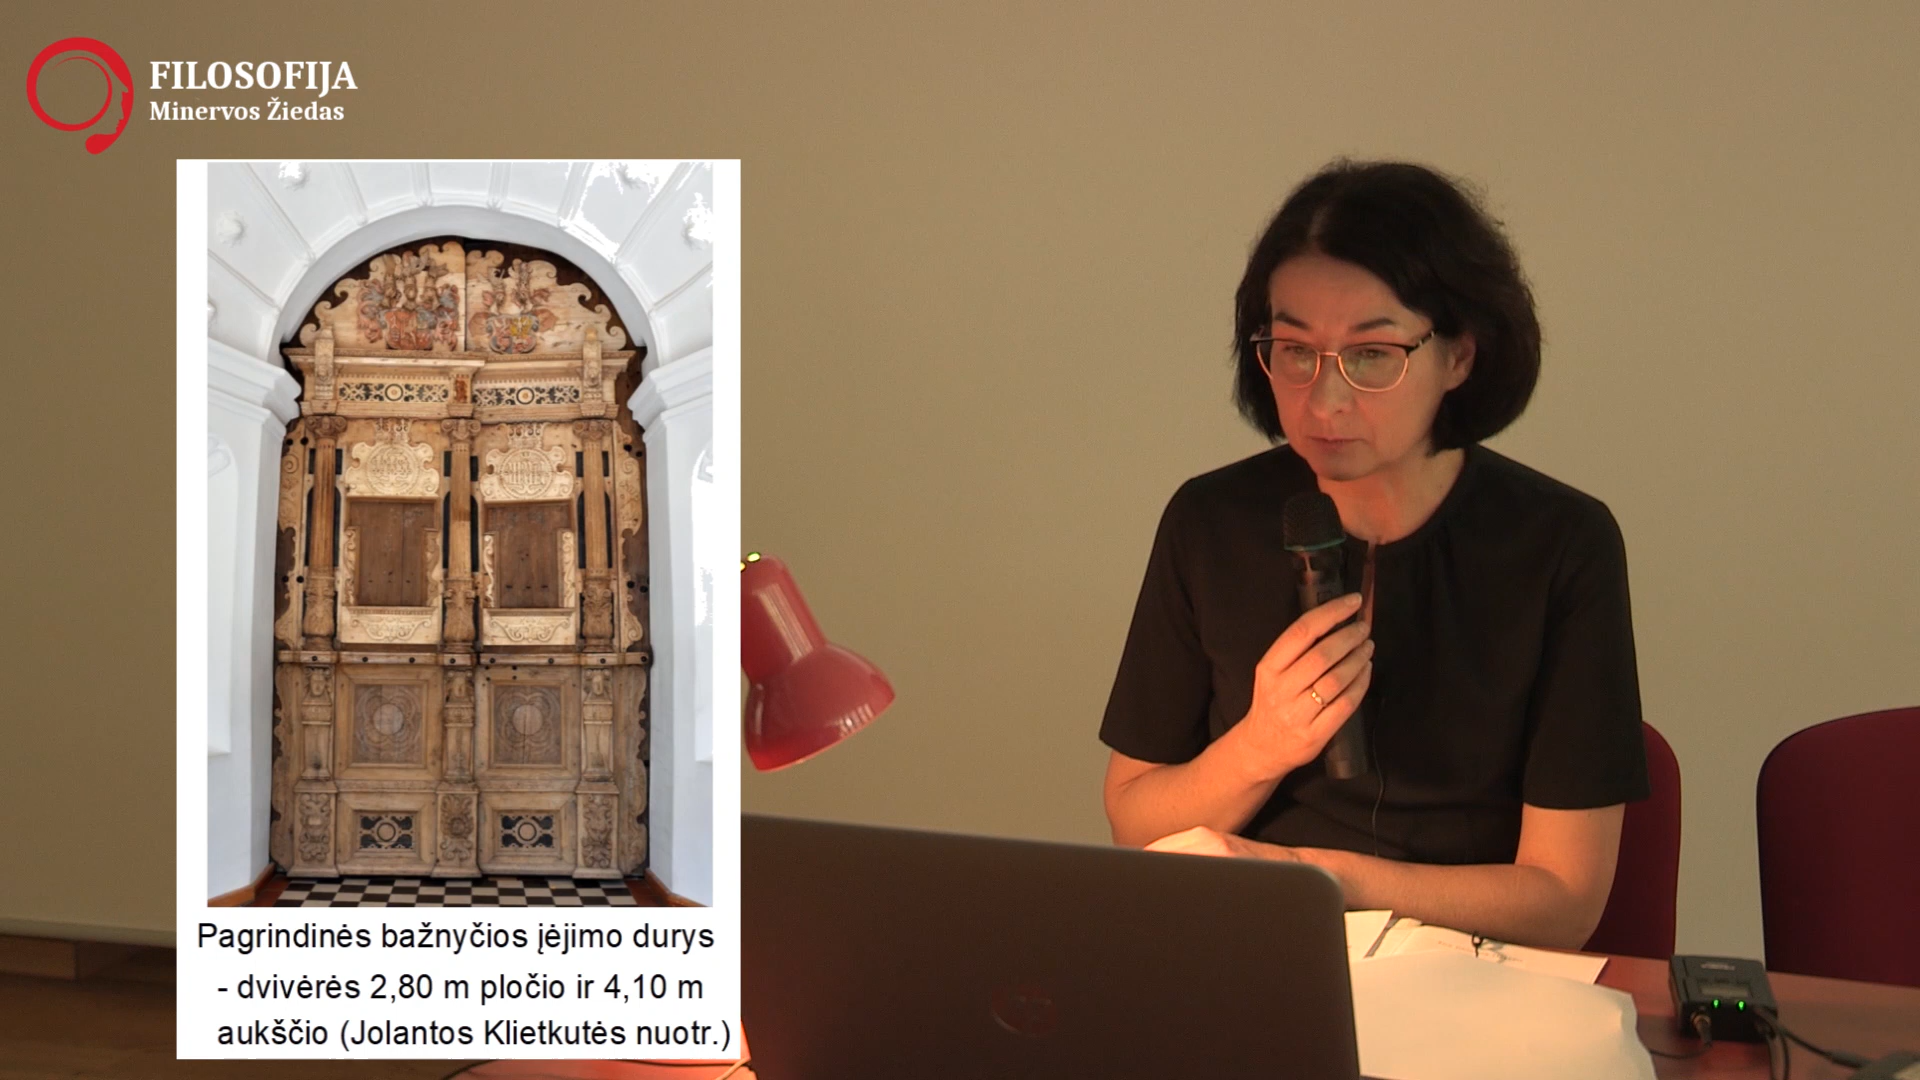 FILOSOFIJA
Minervos Žiedas
Pagrindinės bažnyčios įėjimo durys
- dvivėrės 2,80 m pločio ir 4,10 m
aukščio (Jolantos Klietkutės nuotr.)